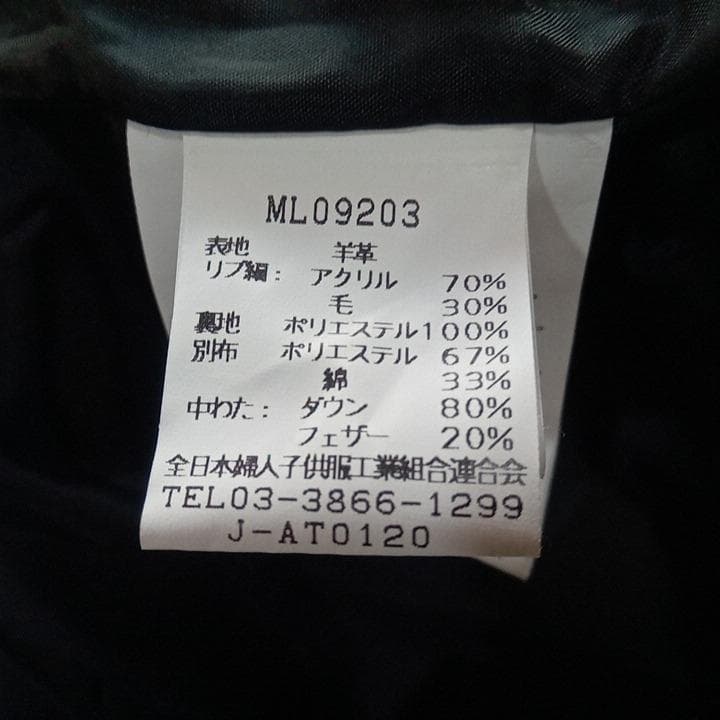 ML09203
表地 羊革
リブ編: アクリル 70%
毛 30%
裏地 ポリエステル100%
別布 ポリエステル 67%
綿 33%
中わた: ダウン 80%
フェザー 20%
全日本婦人子供服工業組合連合会
TEL03-3866-1299
J-AT0120